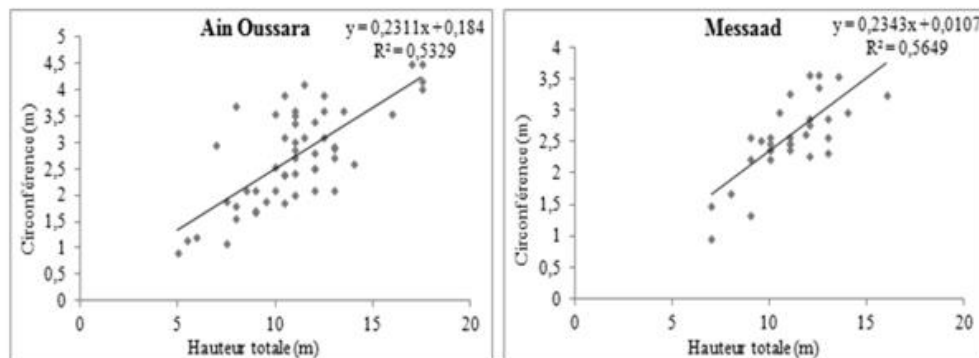 Ain Oussara
y = 0,2311x + 0,184
R² = 0,5329
Circonférence (m)
5
4,5
4
3,5
3
2,5
2
1,5
1
0,5
0
5
10
15
20
Hauteur totale (m)
Messaad
y = 0,2343x + 0,0107
R² = 0,5649
Circonférence (m)
4
3,5
3
2,5
2
1,5
1
0,5
0
0
5
10
15
20
Hauteur totale (m)